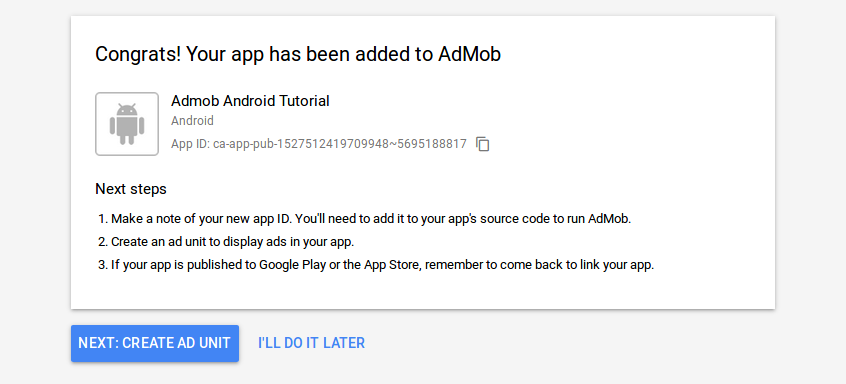 Congrats! Your app has been added to AdMob
Admob Android Tutorial
Android
App ID: ca-app-pub-1527512419709948~5695188817
Next steps
1. Make a note of your new app ID. You'll need to add it to your app's source code to run AdMob.
2. Create an ad unit to display ads in your app.
3. If your app is published to Google Play or the App Store, remember to come back to link your app.
NEXT: CREATE AD UNIT
I'LL DO IT LATER